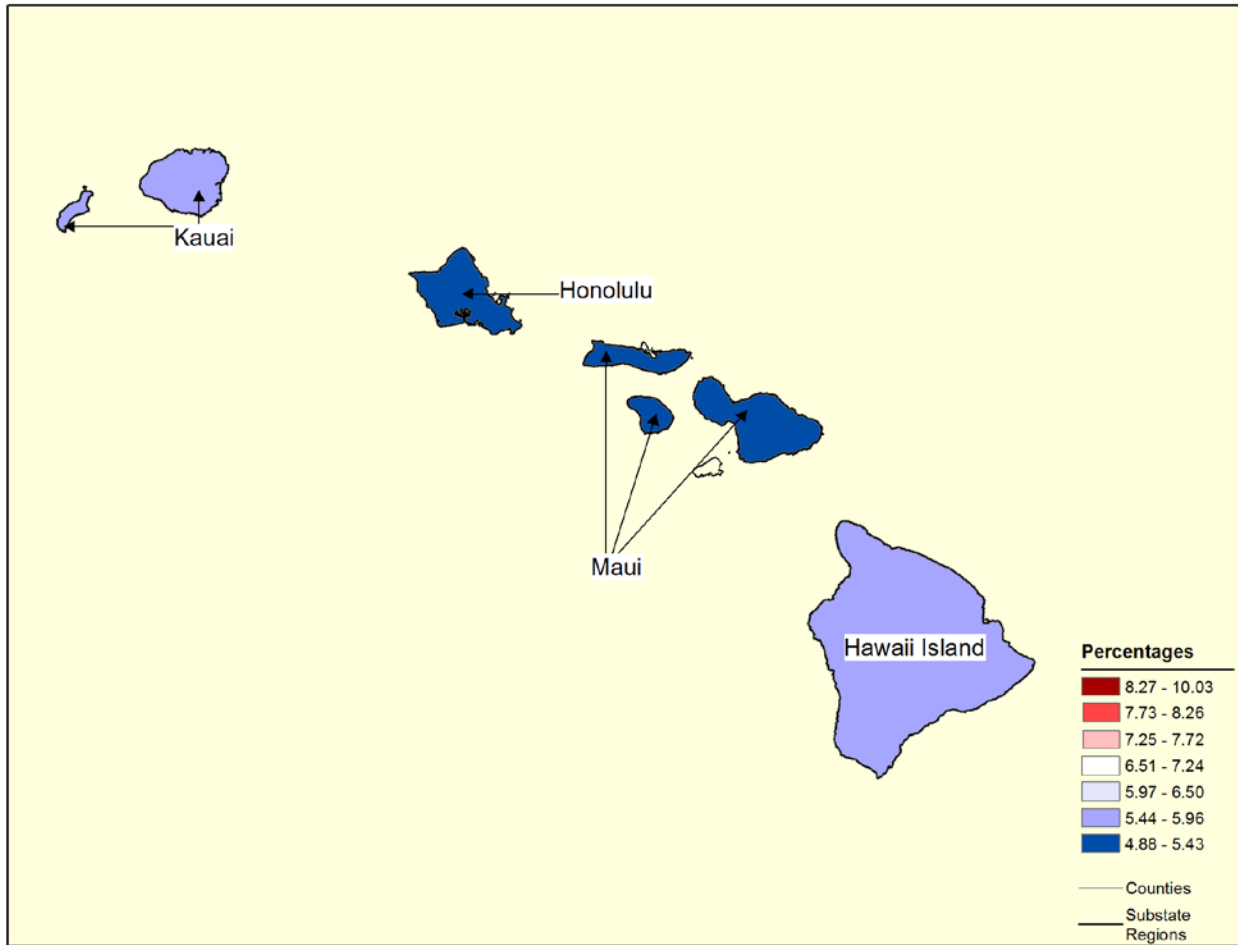 Kauai
Honolulu
Maui
Hawaii Island
Percentages
8.27 - 10.03
7.73 - 8.26
7.25 - 7.72
6.51 - 7.24
5.97 - 6.50
5.44 - 5.96
4.88 - 5.43
Counties
Substate
Regions